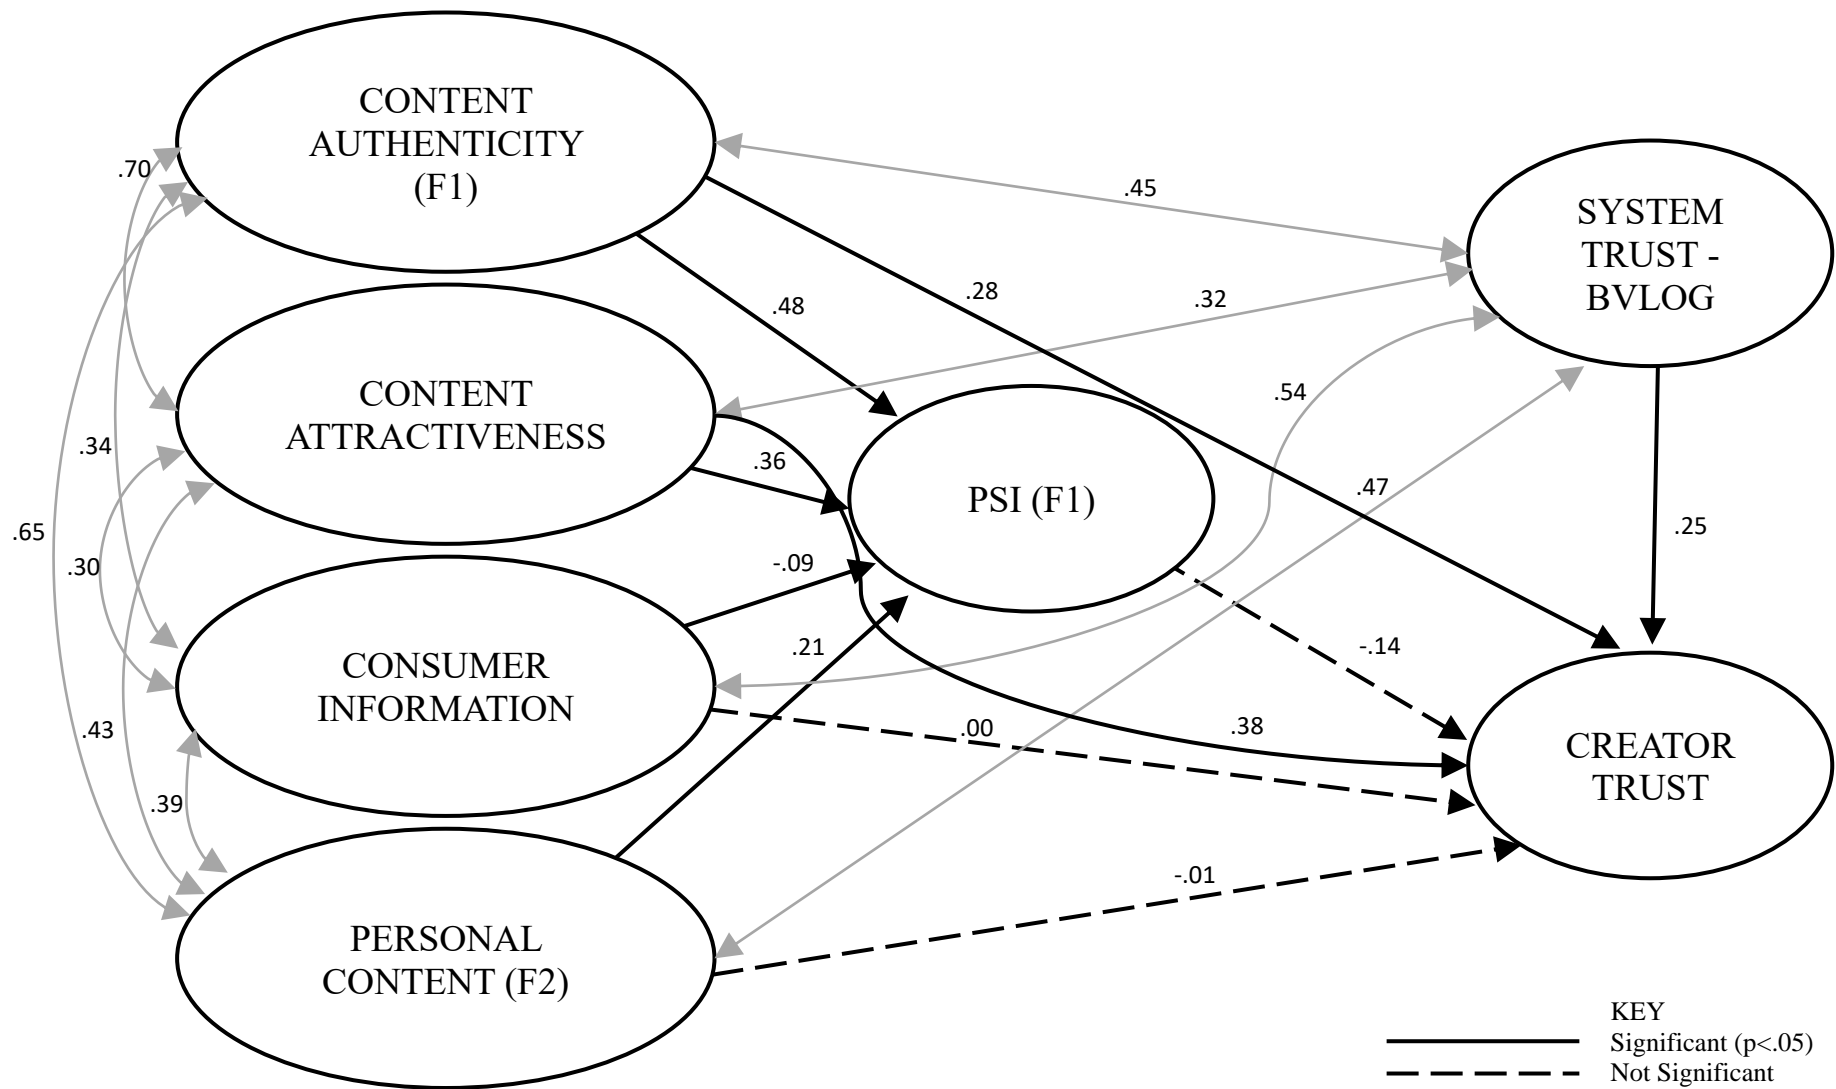 CONTENT
AUTHENTICITY
(F1)
.70
.45
SYSTEM
TRUST -
BVLOG
.28
.48
.32
CONTENT
ATTRACTIVENESS
.54
.34
.36
.47
PSI (F1)
.25
.65
.30
-.09
.21
-.14
CONSUMER
INFORMATION
.43
.00
.38
CREATOR
TRUST
.39
-.01
PERSONAL
CONTENT (F2)
KEY
Significant (p<.05)
Not Significant